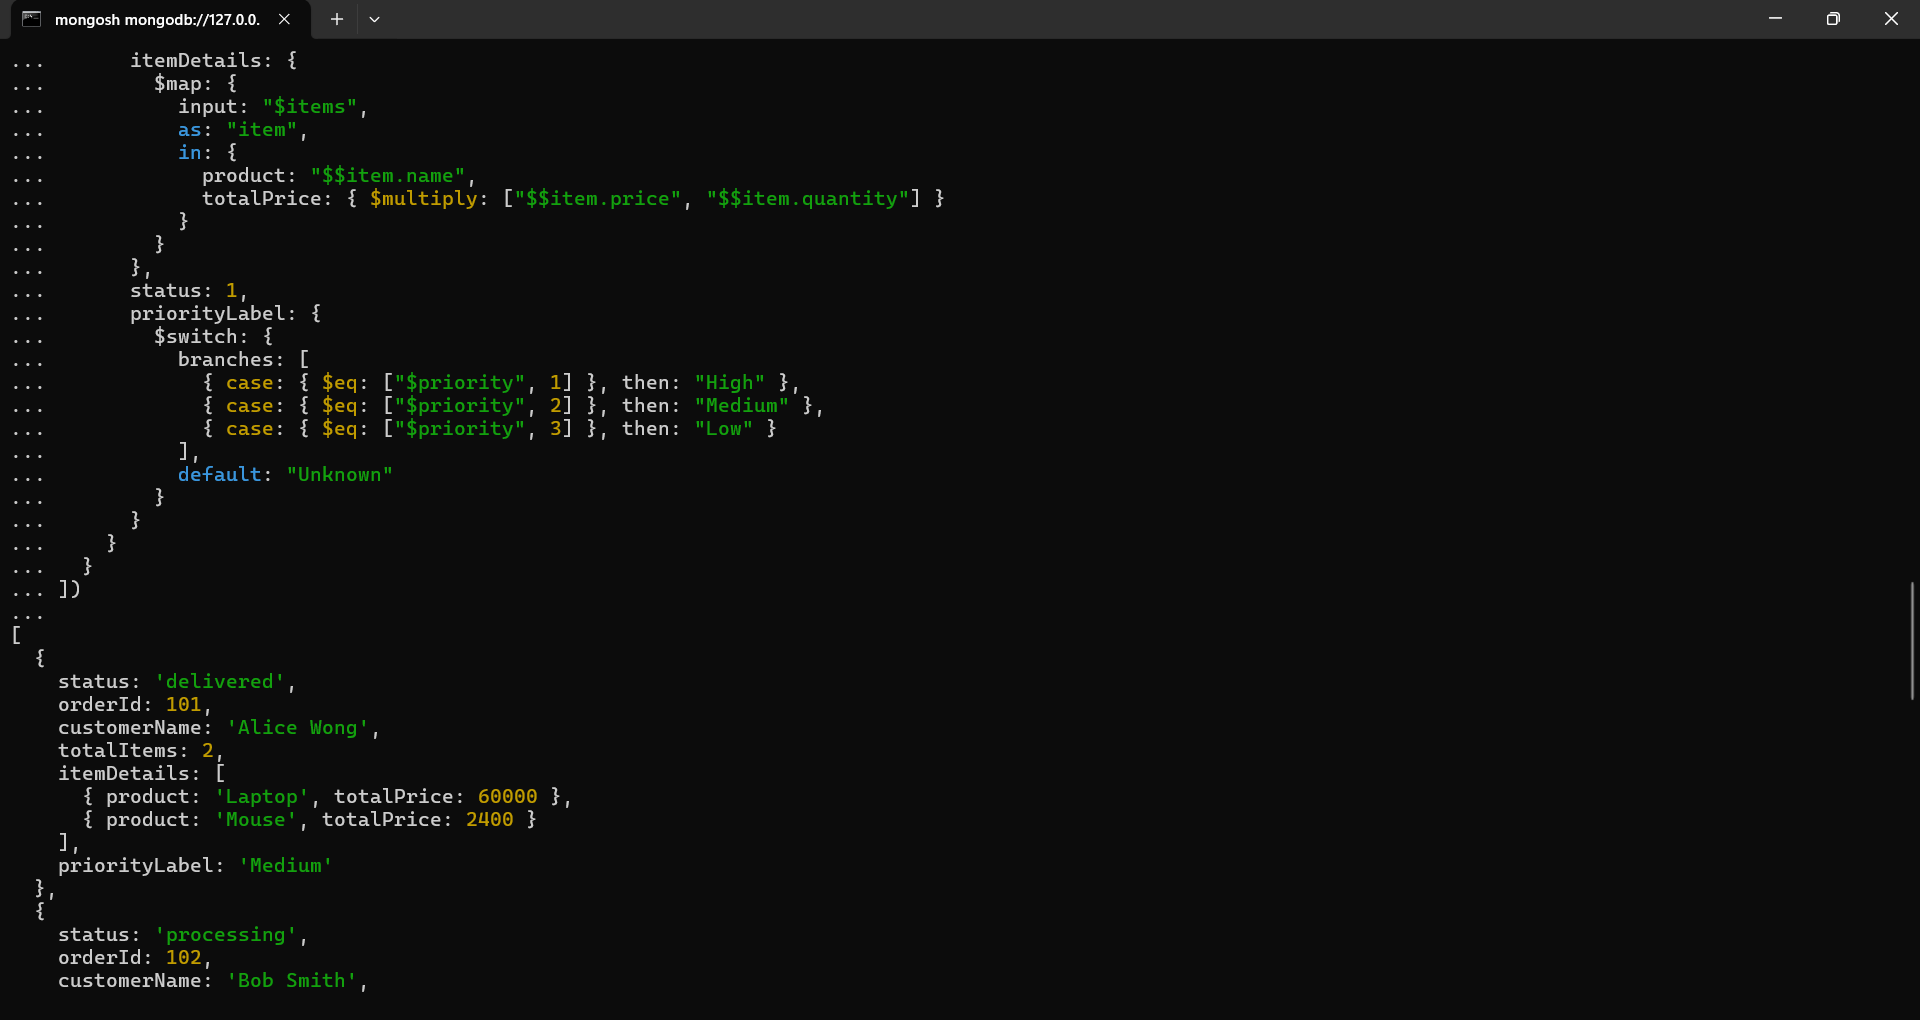 mongosh mongodb://127.0.0.
...       itemDetails: {
...         $map: {
...           input: "$items",
...           as: "item",
...           in: {
...             product: "$$item.name",
...             totalPrice: { $multiply: ["$$item.price", "$$item.quantity"] }
...           }
...         }
...       },
...       status: 1,
...       priorityLabel: {
...         $switch: {
...           branches: [
...             { case: { $eq: ["$priority", 1] }, then: "High" },
...             { case: { $eq: ["$priority", 2] }, then: "Medium" },
...             { case: { $eq: ["$priority", 3] }, then: "Low" }
...           ],
...           default: "Unknown"
...         }
...       }
...     }
...   }
... ])
...
[
  {
    status: 'delivered',
    orderId: 101,
    customerName: 'Alice Wong',
    totalItems: 2,
    itemDetails: [
      { product: 'Laptop', totalPrice: 60000 },
      { product: 'Mouse', totalPrice: 2400 }
    ],
    priorityLabel: 'Medium'
  },
  {
    status: 'processing',
    orderId: 102,
    customerName: 'Bob Smith',